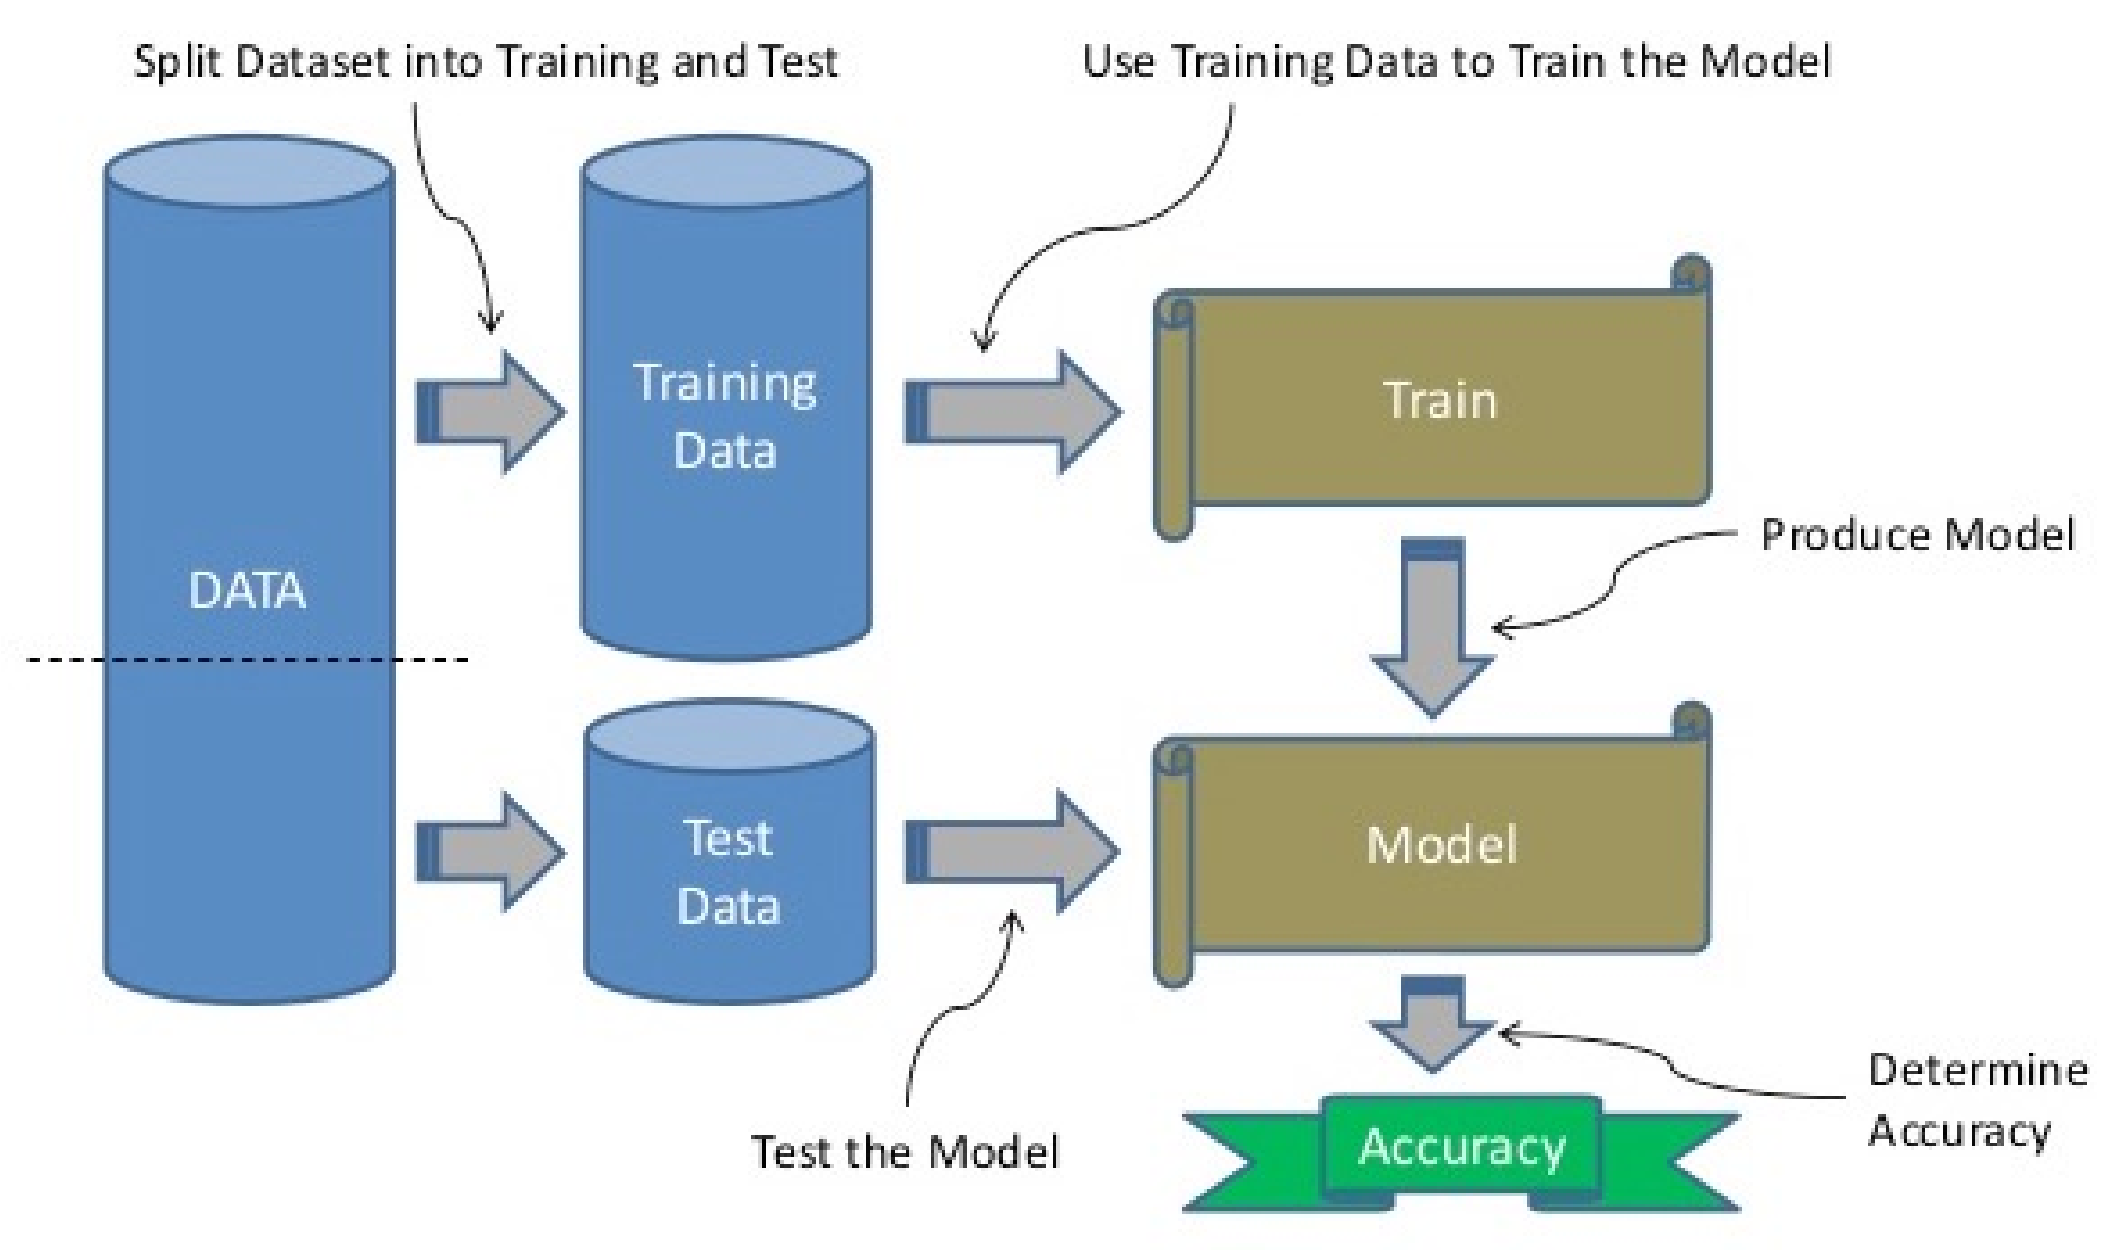 Split Dataset into Training and Test
Use Training Data to Train the Model
Training
Data
Train
Produce Model
DATA
Test
Data
Model
Test the Model
Determine
Accuracy
Accuracy